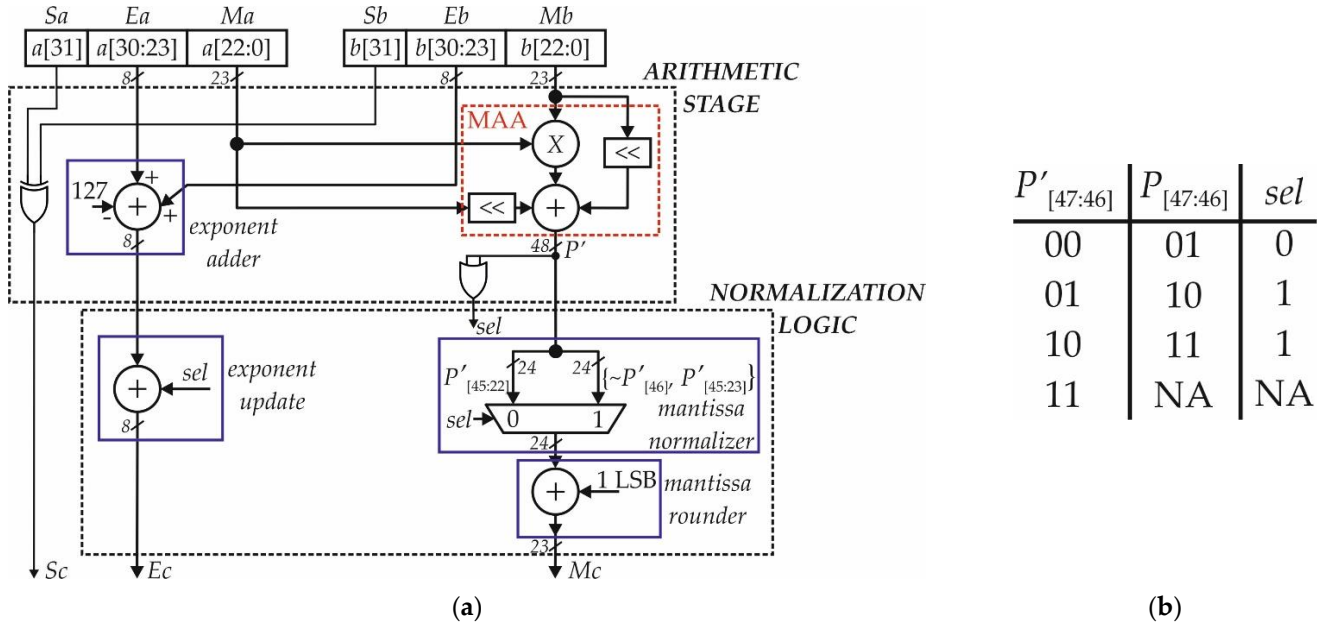 Sa Ea Ma Sb Eb Mb
a[31] a[30:23] a[22:0] b[31] b[30:23] b[22:0]
8 23 8 23
ARITHMETIC
STAGE
MAA
X
<<
127 + <<
- + + +
exponent
adder
8 48 P'
sel
NORMALIZATION
LOGIC
24 24
P'[45:22] {~P'[46], P'[45:23]}
+ sel exponent
update
sel 0 1 mantissa
normalizer
8 24
+ 1 LSB mantissa
rounder
23
Sc Ec Mc
(a)
P'[47:46] P[47:46] sel
00 01 0
01 10 1
10 11 1
11 NA NA
(b)